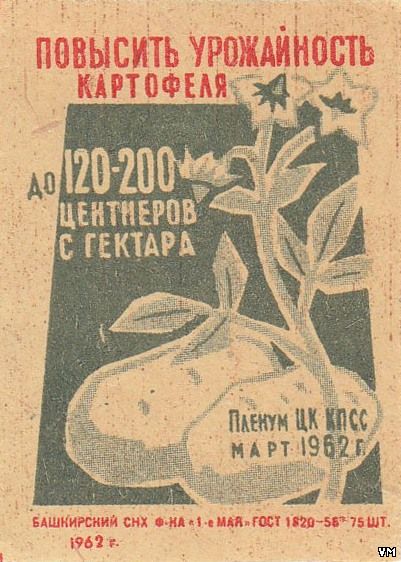 ПОВЫСИТЬ УРОЖАЙНОСТЬ
КАРТОФЕЛЯ
ДО 120-200
ЦЕНТНЕРОВ
С ГЕКТАРА
ПЛЕНУМ ЦК КПСС
МАРТ 1962 г.
БАШКИРСКИЙ СНХ Ф-КА «1-е МАЯ» ГОСТ 1820-56 75 ШТ.
1962 г.
VM